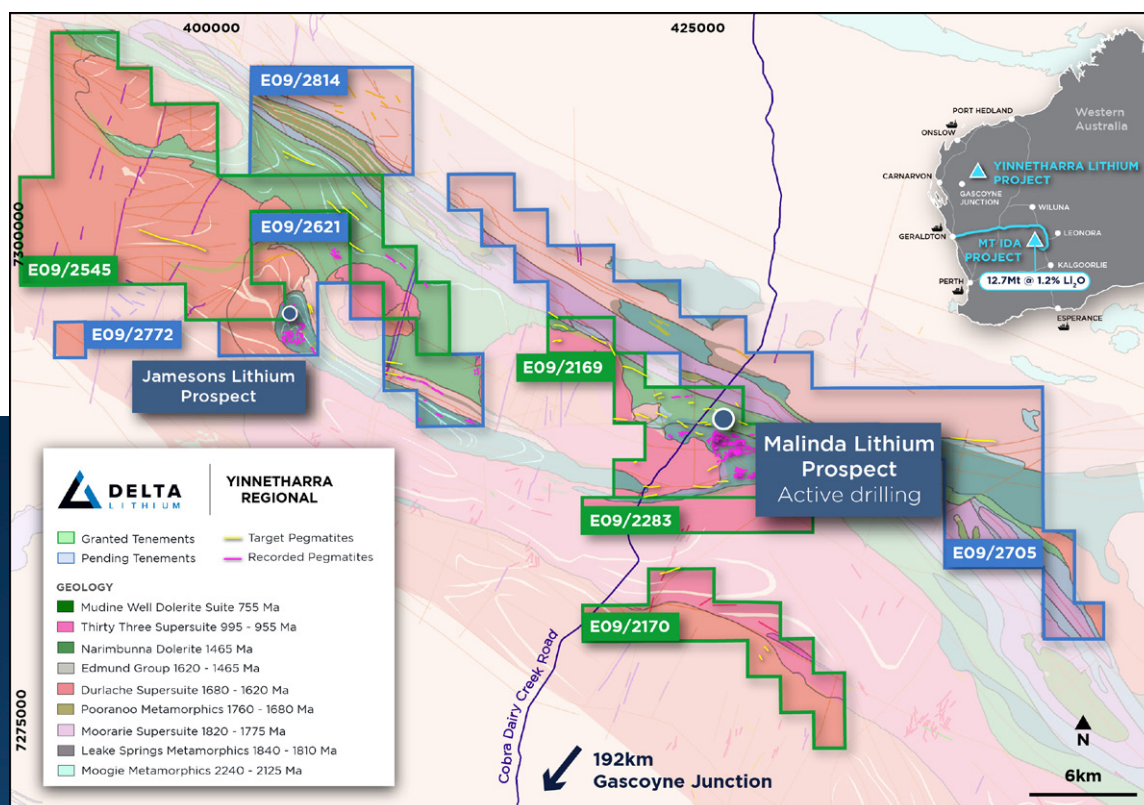 400000
425000
7300000
7275000
E09/2814
E09/2621
E09/2545
E09/2772
Jamesons Lithium
Prospect
E09/2169
Malinda Lithium
Prospect
Active drilling
E09/2283
E09/2705
E09/2170
Cobra Dairy Creek Road
192km
Gascoyne Junction
N
6km
Western
Australia
PORT HEDLAND
ONSLOW
YINNETHARRA LITHIUM
PROJECT
CARNARVON
GASCOYNE
JUNCTION
WILUNA
GERALDTON
MT IDA
PROJECT
LEONORA
KALGOORLIE
PERTH
12.7Mt @ 1.2% Li₂O
ESPERANCE
DELTA
LITHIUM
YINNETHARRA
REGIONAL
Granted Tenements
Target Pegmatites
Pending Tenements
Recorded Pegmatites
GEOLOGY
Mudine Well Dolerite Suite 755 Ma
Thirty Three Supersuite 995 - 955 Ma
Narimbunna Dolerite 1465 Ma
Edmund Group 1620 - 1465 Ma
Durlache Supersuite 1680 - 1620 Ma
Pooranoo Metamorphics 1760 - 1680 Ma
Moorarie Supersuite 1820 - 1775 Ma
Leake Springs Metamorphics 1840 - 1810 Ma
Moogie Metamorphics 2240 - 2125 Ma